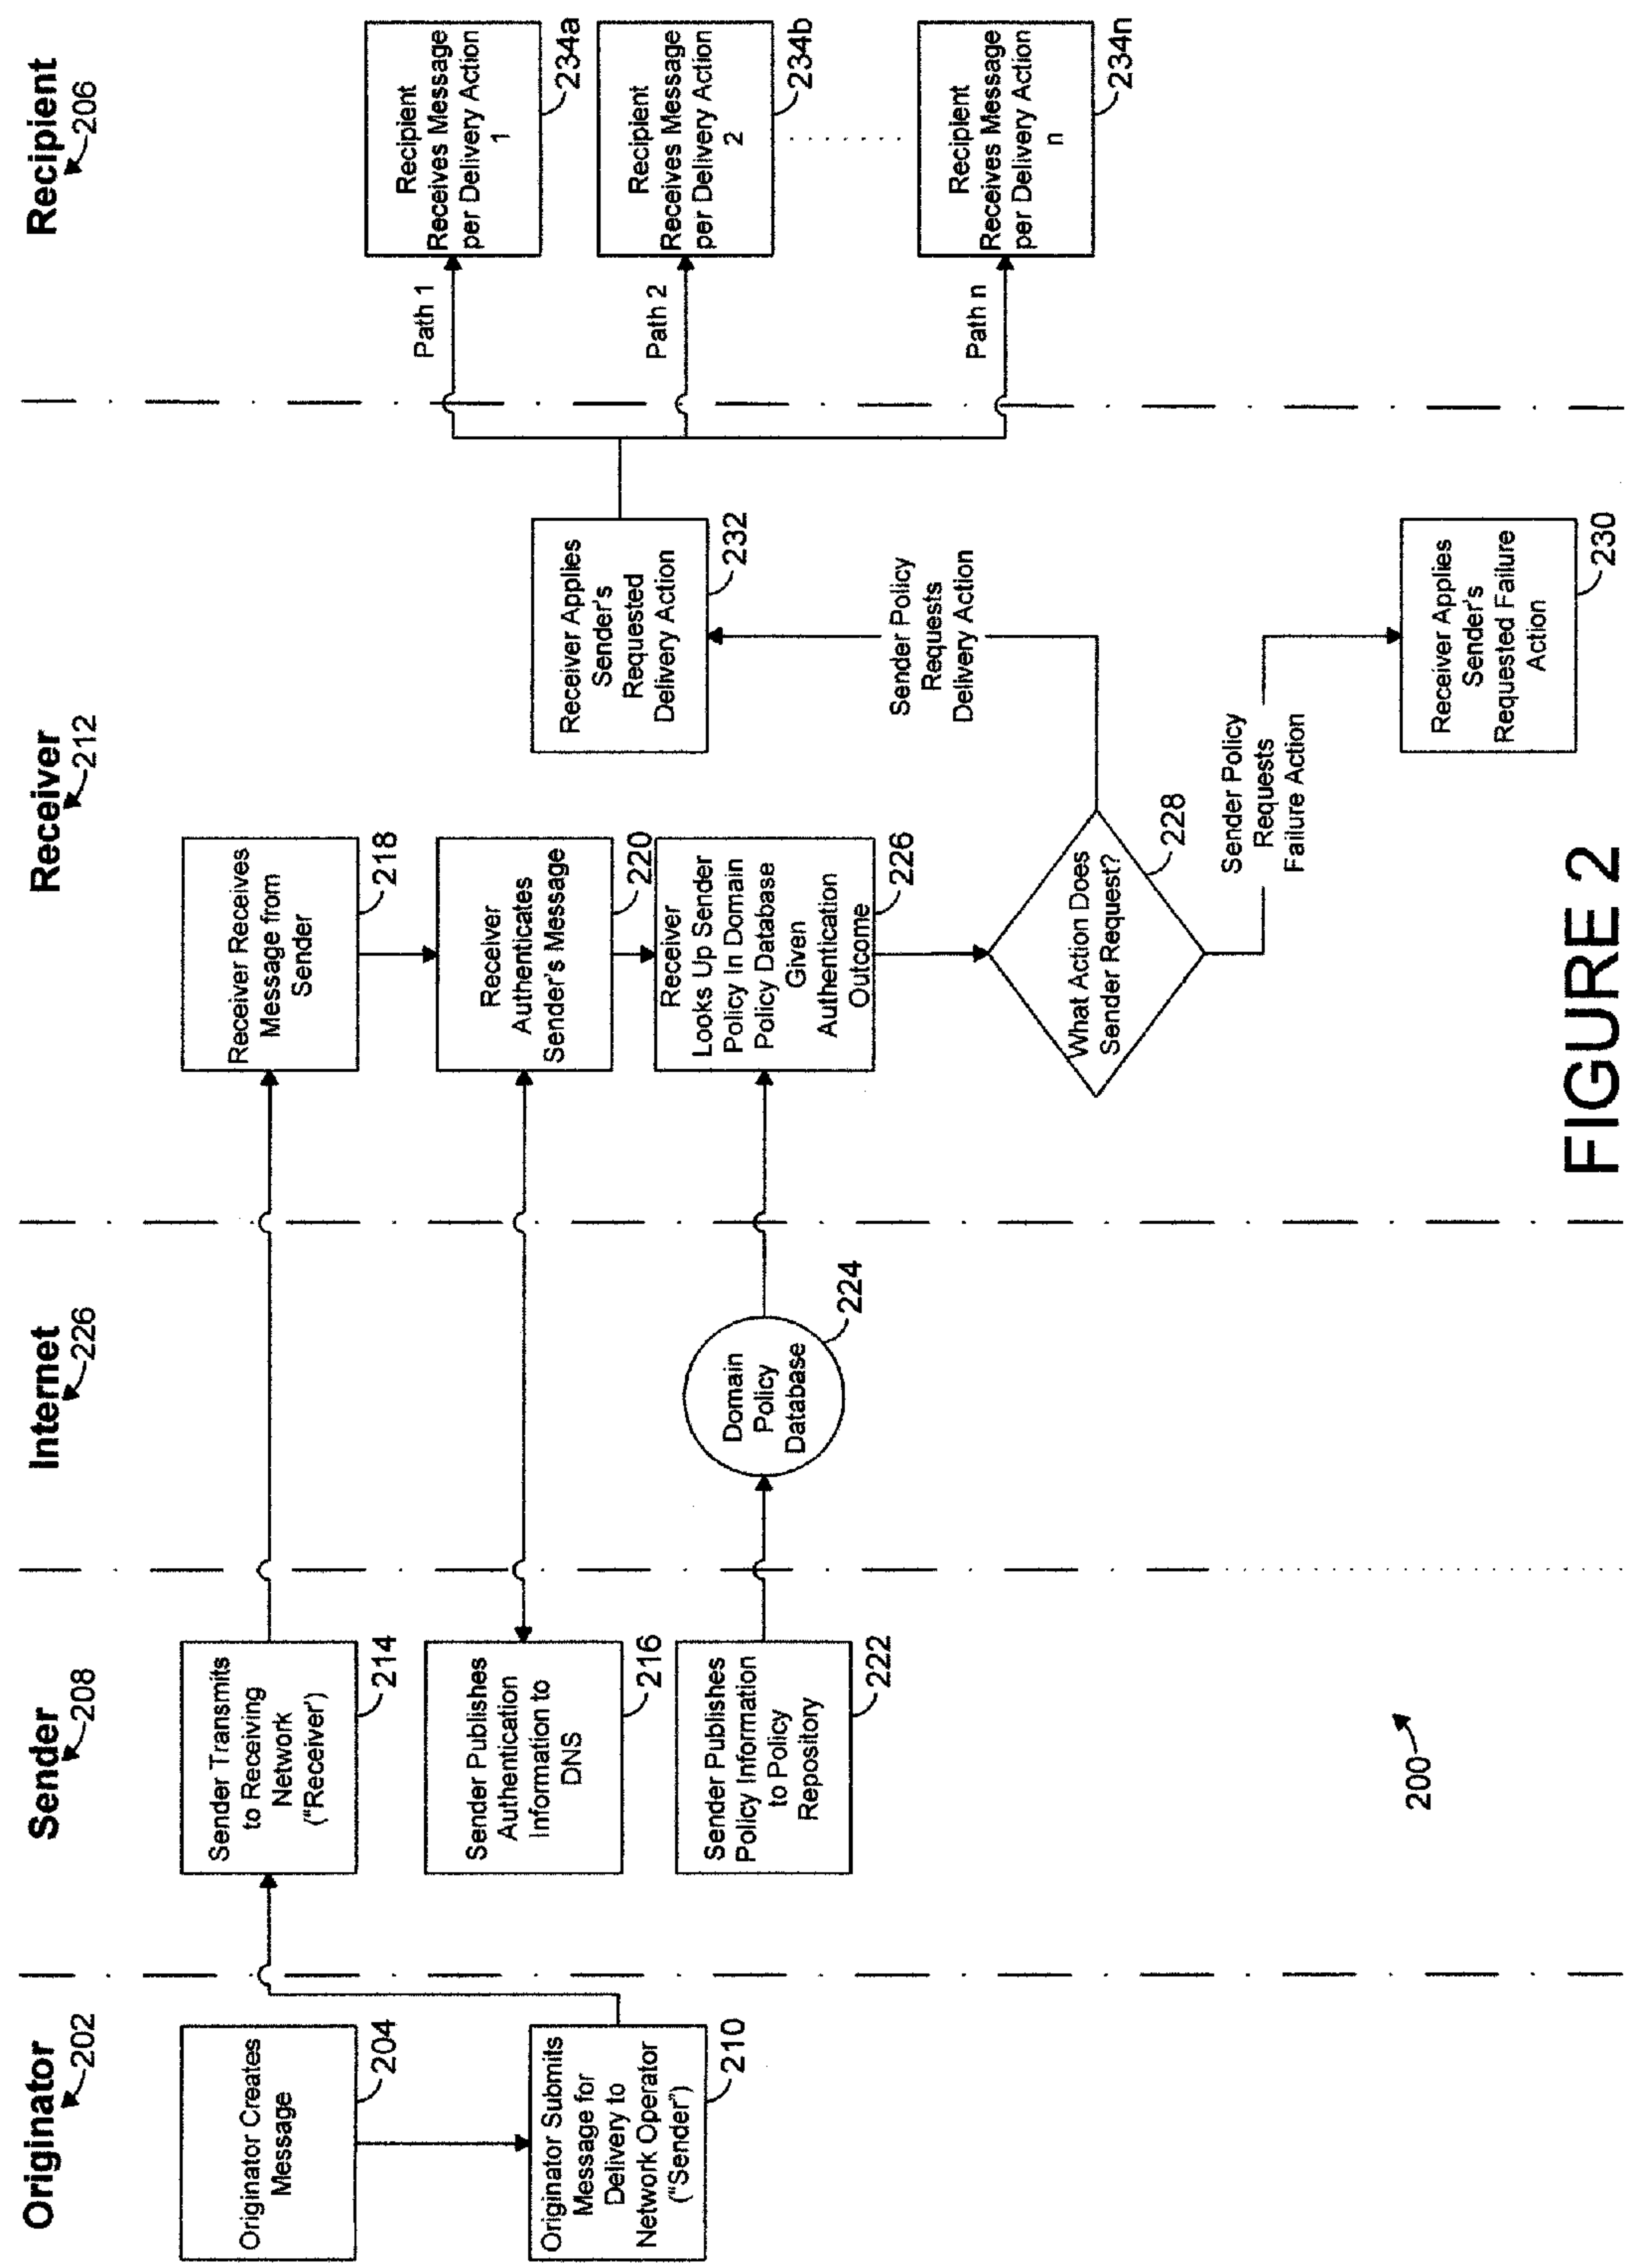 Originator
202
Sender
208
Internet
226
Receiver
212
Recipient
206
Originator Creates
Message
204
Originator Submits
Message for
Delivery to
Network Operator
("Sender")
210
Sender Transmits
to Receiving
Network
("Receiver')
214
Sender Publishes
Authentication
Information to
DNS
216
Sender Publishes
Policy Information
to Policy
Repository
222
Domain
Policy
Database
224
Receiver Receives
Message from
Sender
218
Receiver
Authenticates
Sender's Message
220
Receiver
Looks Up Sender
Policy In Domain
Policy Database
Given
Authentication
Outcome
226
What Action Does
Sender Request?
228
Sender Policy
Requests
Delivery Action
Sender Policy
Requests
Failure Action
Receiver Applies
Sender's
Requested
Delivery Action
232
Receiver Applies
Sender's
Requested Failure
Action
230
Path 1
Path 2
Path n
Recipient
Receives Message
per Delivery Action
1
234a
Recipient
Receives Message
per Delivery Action
2
234b
Recipient
Receives Message
per Delivery Action
n
234n
200
FIGURE 2